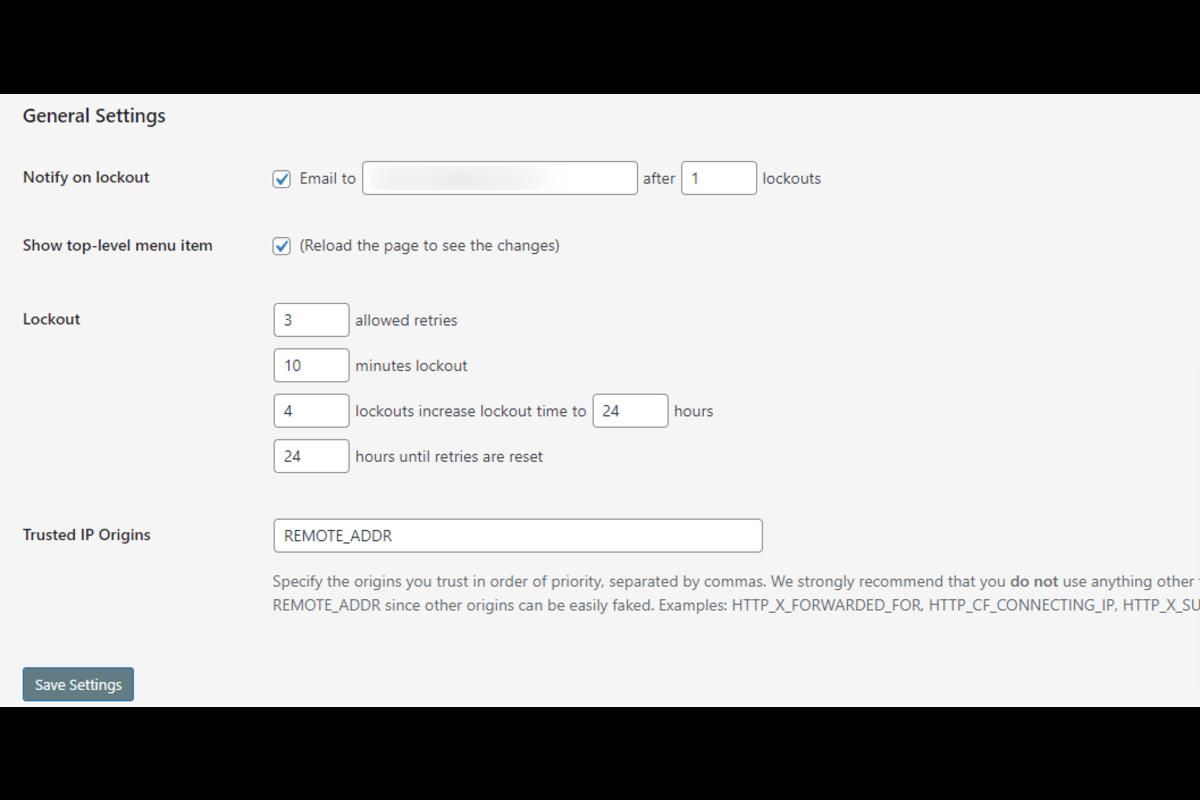 General Settings
Notify on lockout Email to after 1 lockouts
Show top-level menu item (Reload the page to see the changes)
Lockout 3 allowed retries
10 minutes lockout
4 lockouts increase lockout time to 24 hours
24 hours until retries are reset
Trusted IP Origins REMOTE_ADDR
Specify the origins you trust in order of priority, separated by commas. We strongly recommend that you do not use anything other
REMOTE_ADDR since other origins can be easily faked. Examples: HTTP_X_FORWARDED_FOR, HTTP_CF_CONNECTING_IP, HTTP_X_SU
Save Settings